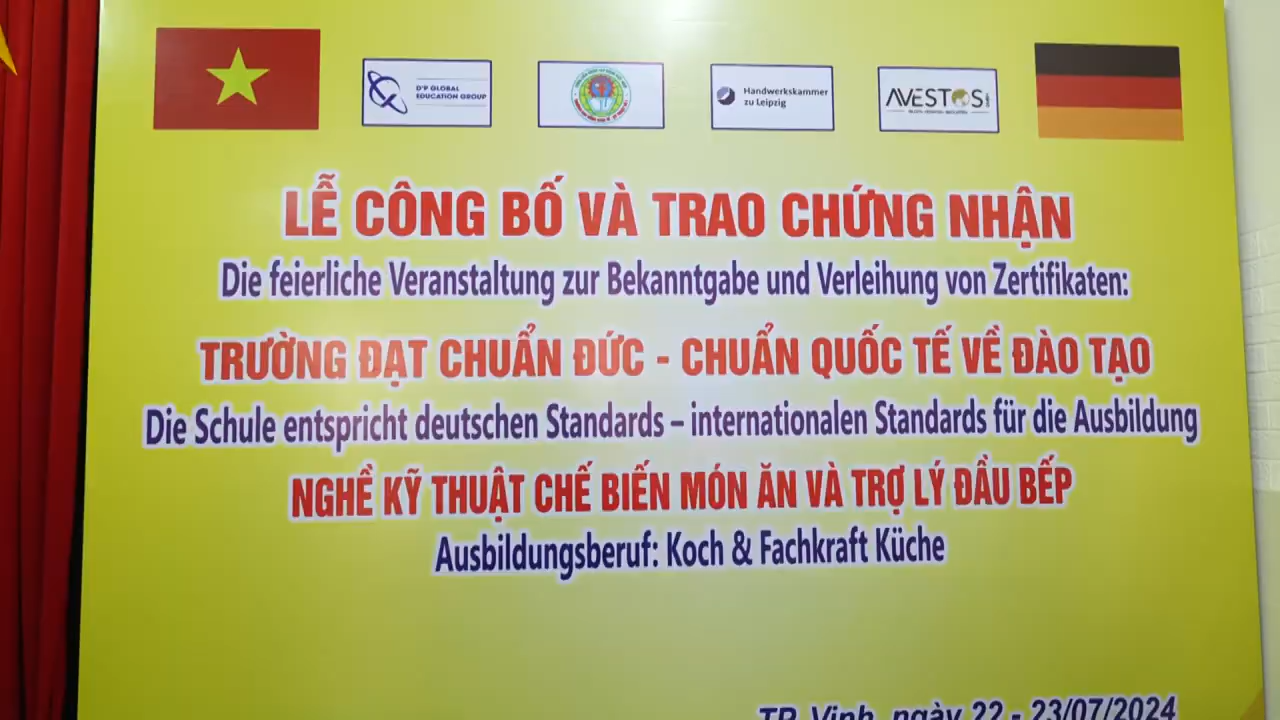 D'P GLOBAL
EDUCATION GROUP
Handwerkskammer
zu Leipzig
AVESTOS
LỄ CÔNG BỐ VÀ TRAO CHỨNG NHẬN
Die feierliche Veranstaltung zur Bekanntgabe und Verleihung von Zertifikaten:
TRƯỜNG ĐẠT CHUẨN ĐỨC - CHUẨN QUỐC TẾ VỀ ĐÀO TẠO
Die Schule entspricht deutschen Standards – internationalen Standards für die Ausbildung
NGHỀ KỸ THUẬT CHẾ BIẾN MÓN ĂN VÀ TRỢ LÝ ĐẦU BẾP
Ausbildungsberuf: Koch & Fachkraft Küche
TP. Vinh, ngày 22 - 23/07/2024